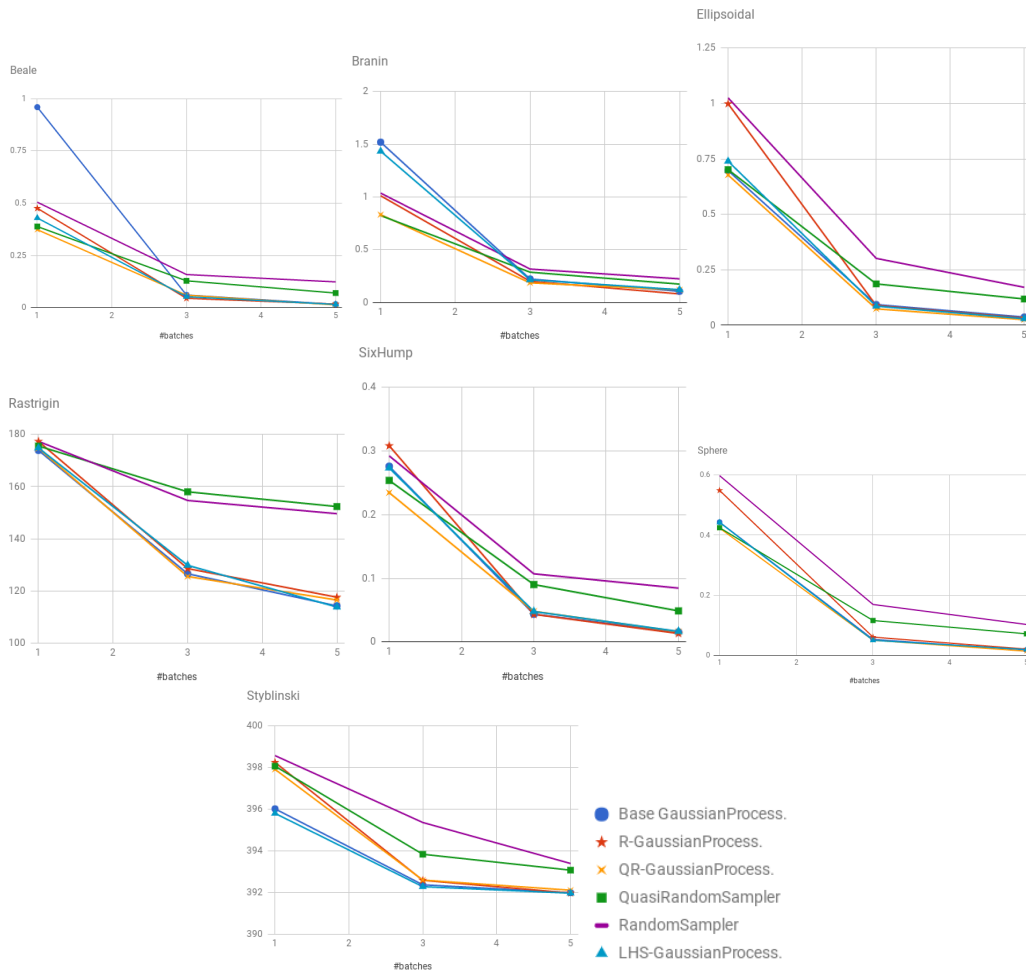 Beale
1
0.75
0.5
0.25
0
1 2 3 4 5
#batches
Branin
2
1.5
1
0.5
0
1 2 3 4 5
#batches
Ellipsoidal
1.25
1
0.75
0.5
0.25
0
1 2 3 4 5
Rastrigin
180
160
140
120
100
1 2 3 4 5
#batches
SixHump
0.4
0.3
0.2
0.1
0
1 2 3 4 5
#batches
Sphere
0.6
0.4
0.2
0
1 2 3 4 5
#batches
Styblinski
400
398
396
394
392
390
1 2 3 4 5
#batches
Base GaussianProcess.
R-GaussianProcess.
QR-GaussianProcess.
QuasiRandomSampler
RandomSampler
LHS-GaussianProcess.